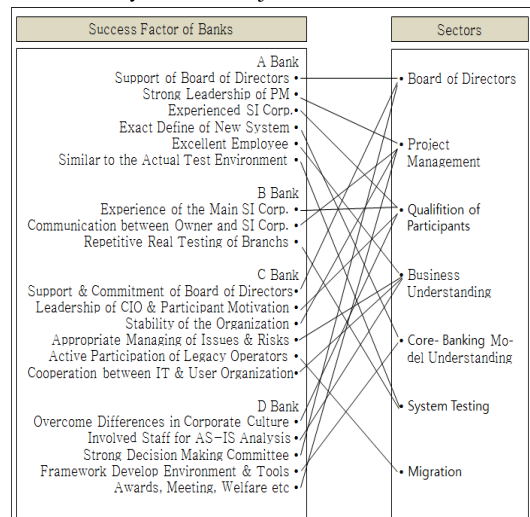 Success Factor of Banks
A Bank
Support of Board of Directors •
Strong Leadership of PM •
Experienced SI Corp.•
Exact Define of New System •
Excellent Employee •
Similar to the Actual Test Environment •
B Bank
Experience of the Main SI Corp. •
Communication between Owner and SI Corp. •
Repetitive Real Testing of Branchs •
C Bank
Support & Commitment of Board of Directors•
Leadership of CIO & Participant Motivation •
Stability of the Organization •
Appropriate Managing of Issues & Risks •
Active Participation of Legacy Operators •
Cooperation between IT & User Organization•
D Bank
Overcome Differences in Corporate Culture •
Involved Staff for AS-IS Analysis •
Strong Decision Making Committee •
Framework Develop Environment & Tools •
Awards, Meeting, Welfare etc •
Sectors
• Board of Directors
• Project
Management
• Qualifition of
Participants
• Business
Understanding
• Core- Banking Mo-
del Understanding
• System Testing
• Migration